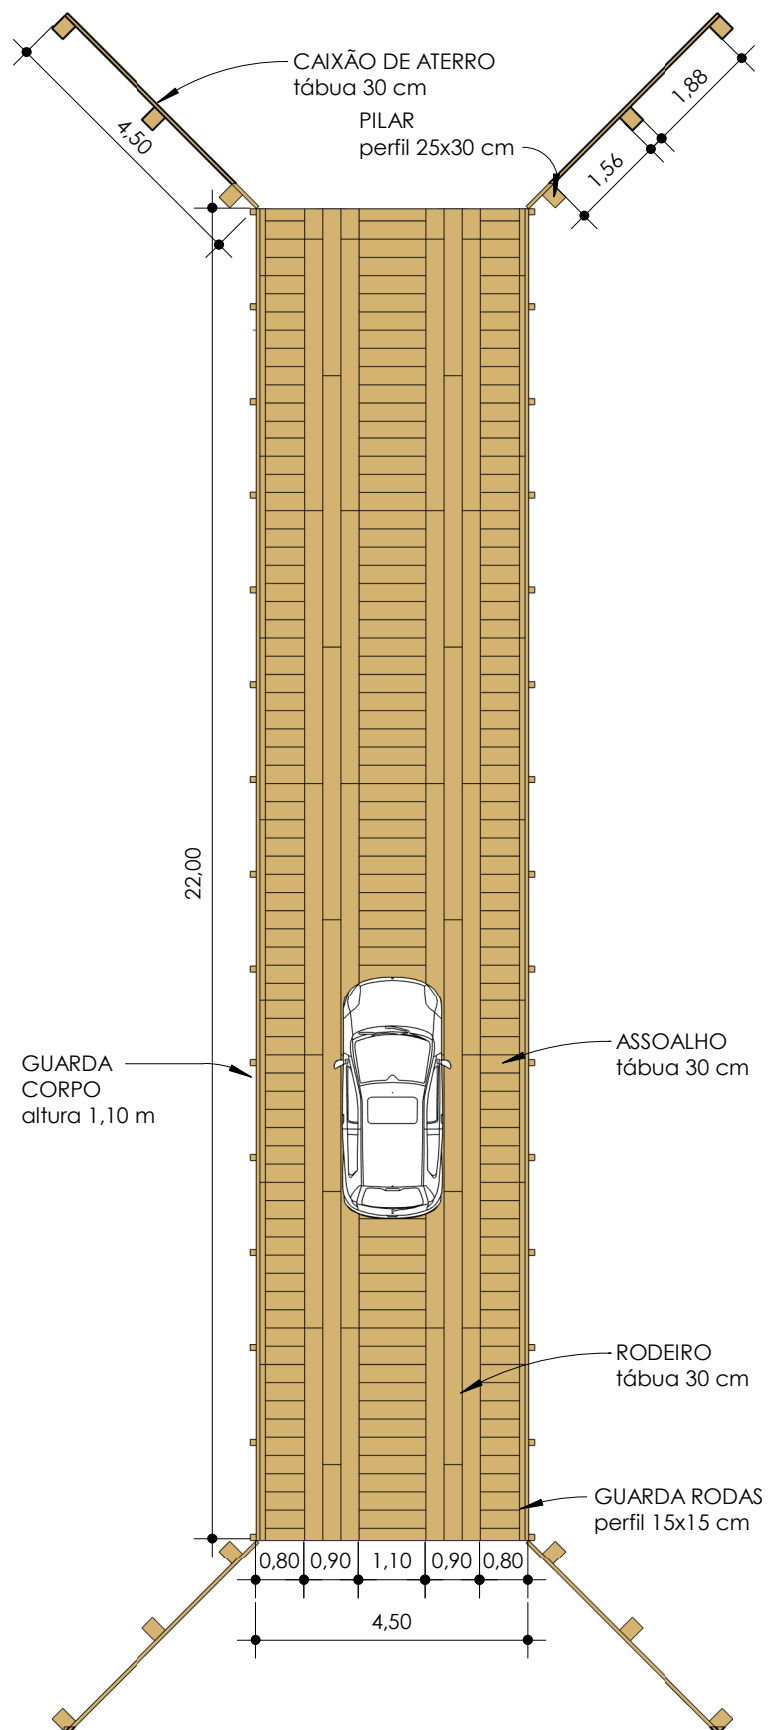 CAIXÃO DE ATERRO
tábua 30 cm
PILAR
perfil 25x30 cm
4,50
1,88
1,56
22,00
GUARDA
CORPO
altura 1,10 m
ASSOALHO
tábua 30 cm
RODEIRO
tábua 30 cm
GUARDA RODAS
perfil 15x15 cm
0,80 0,90 1,10 0,90 0,80
4,50